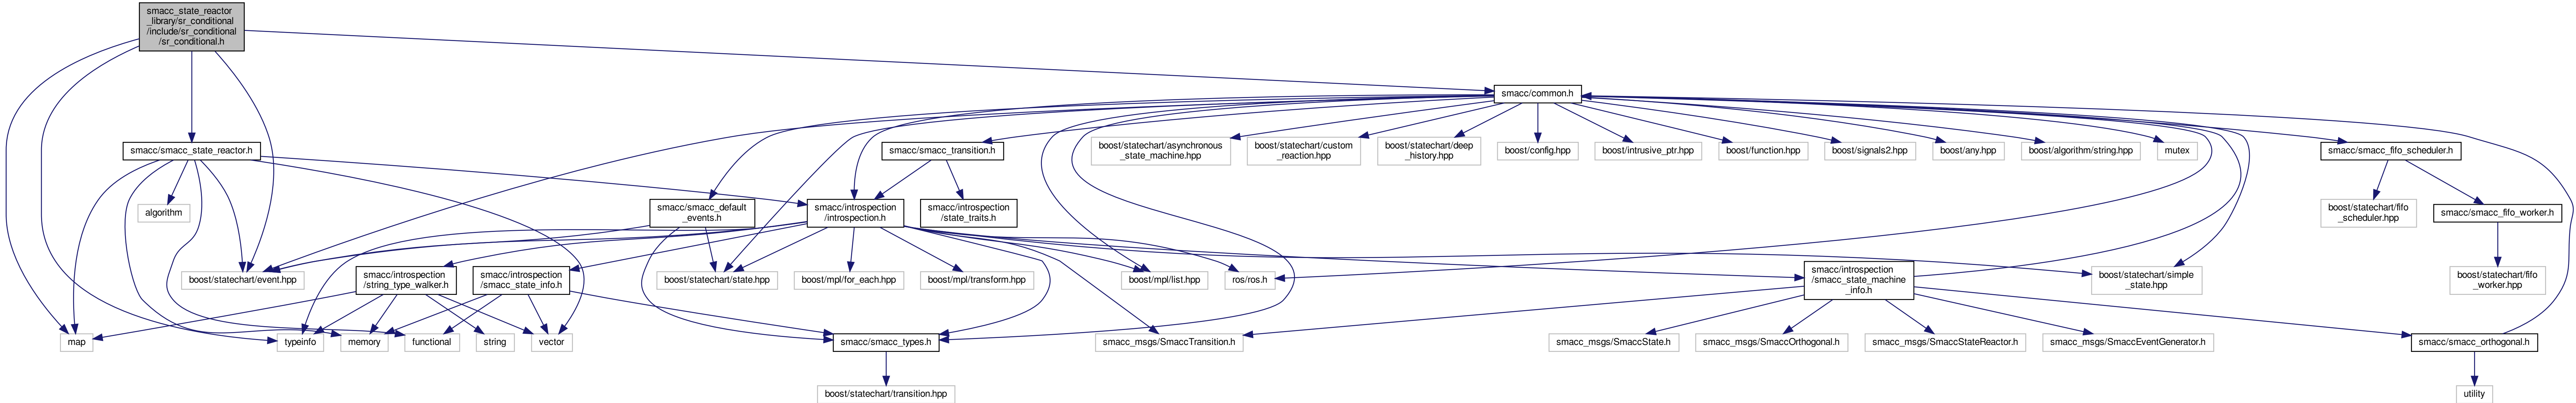 smacc_state_reactor
_library/sr_conditional
/include/sr_conditional
/sr_conditional.h
smacc/common.h
smacc/smacc_state_reactor.h
smacc/smacc_transition.h
boost/statechart/asynchronous
_state_machine.hpp
boost/statechart/custom
_reaction.hpp
boost/statechart/deep
_history.hpp
boost/config.hpp
boost/intrusive_ptr.hpp
boost/function.hpp
boost/signals2.hpp
boost/any.hpp
boost/algorithm/string.hpp
mutex
smacc/smacc_fifo_scheduler.h
algorithm
smacc/smacc_default
_events.h
smacc/introspection
/introspection.h
smacc/introspection
/state_traits.h
boost/statechart/fifo
_scheduler.hpp
smacc/smacc_fifo_worker.h
boost/statechart/event.hpp
smacc/introspection
/string_type_walker.h
smacc/introspection
/smacc_state_info.h
boost/statechart/state.hpp
boost/mpl/for_each.hpp
boost/mpl/transform.hpp
boost/mpl/list.hpp
ros/ros.h
smacc/introspection
/smacc_state_machine
_info.h
boost/statechart/simple
_state.hpp
boost/statechart/fifo
_worker.hpp
map
typeinfo
memory
functional
string
vector
smacc/smacc_types.h
smacc_msgs/SmaccTransition.h
smacc_msgs/SmaccState.h
smacc_msgs/SmaccOrthogonal.h
smacc_msgs/SmaccStateReactor.h
smacc_msgs/SmaccEventGenerator.h
smacc/smacc_orthogonal.h
boost/statechart/transition.hpp
utility